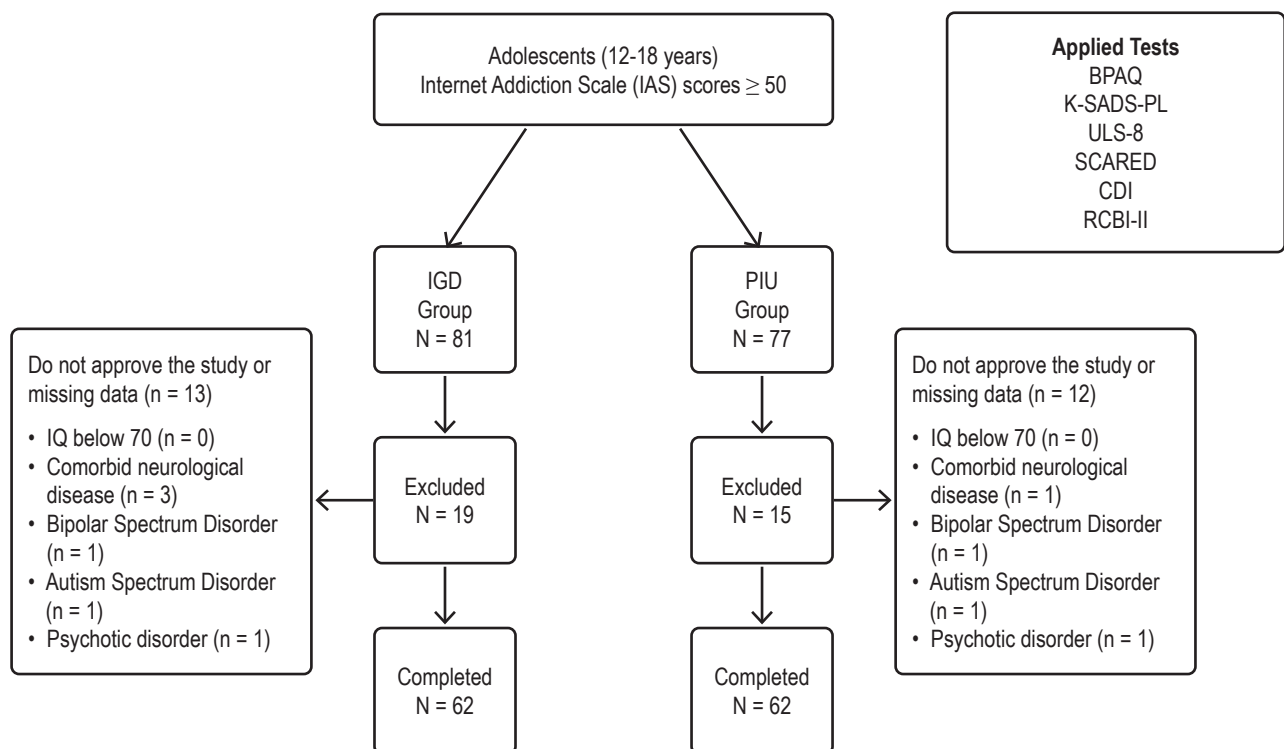 Adolescents (12-18 years)
Internet Addiction Scale (IAS) scores ≥ 50
Applied Tests
BPAQ
K-SADS-PL
ULS-8
SCARED
CDI
RCBI-II
IGD
Group
N = 81
PIU
Group
N = 77
Do not approve the study or
missing data (n = 13)
• IQ below 70 (n = 0)
• Comorbid neurological
disease (n = 3)
• Bipolar Spectrum Disorder
(n = 1)
• Autism Spectrum Disorder
(n = 1)
• Psychotic disorder (n = 1)
Excluded
N = 19
Excluded
N = 15
Do not approve the study or
missing data (n = 12)
• IQ below 70 (n = 0)
• Comorbid neurological
disease (n = 1)
• Bipolar Spectrum Disorder
(n = 1)
• Autism Spectrum Disorder
(n = 1)
• Psychotic disorder (n = 1)
Completed
N = 62
Completed
N = 62